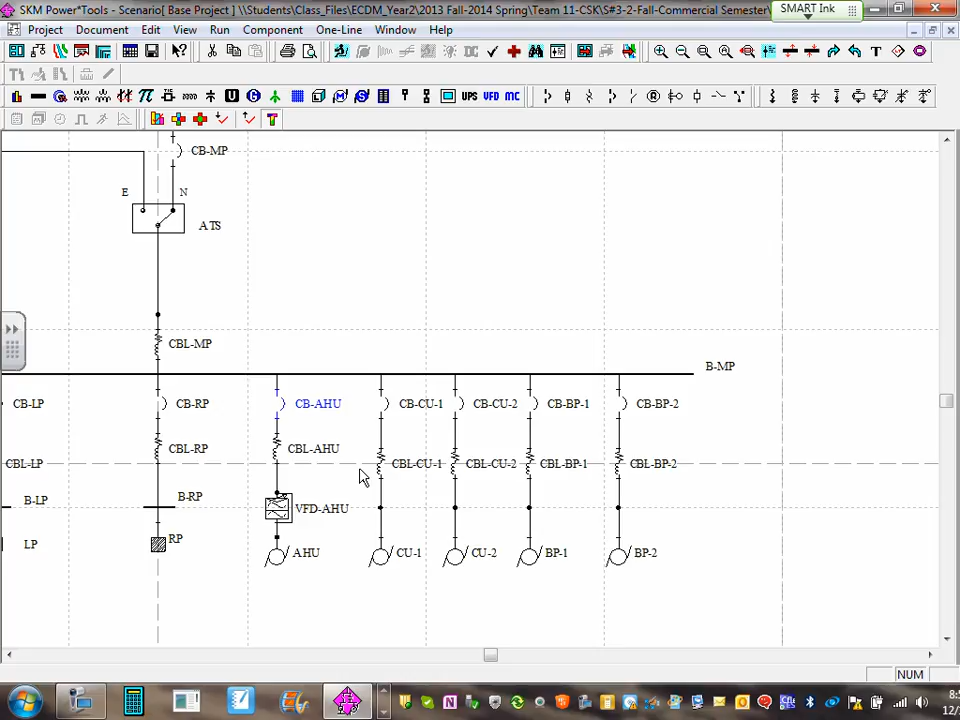 SKM Power*Tools - Scenario[ Base Project ] \\Students\Class_Files\ECDM_Year2\2013 Fall-2014 Spring\Team 11-CSK\S#3-2-Fall-Commercial Semester\
SMART Ink
Project Document Edit View Run Component One-Line Window Help
UPS VFD MC
CB-MP
E N
ATS
CBL-MP
B-MP
CB-LP CB-RP CB-AHU CB-CU-1 CB-CU-2 CB-BP-1 CB-BP-2
CBL-LP CBL-RP CBL-AHU CBL-CU-1 CBL-CU-2 CBL-BP-1 CBL-BP-2
B-LP B-RP VFD-AHU
LP RP AHU CU-1 CU-2 BP-1 BP-2
NUM
8:5
12/